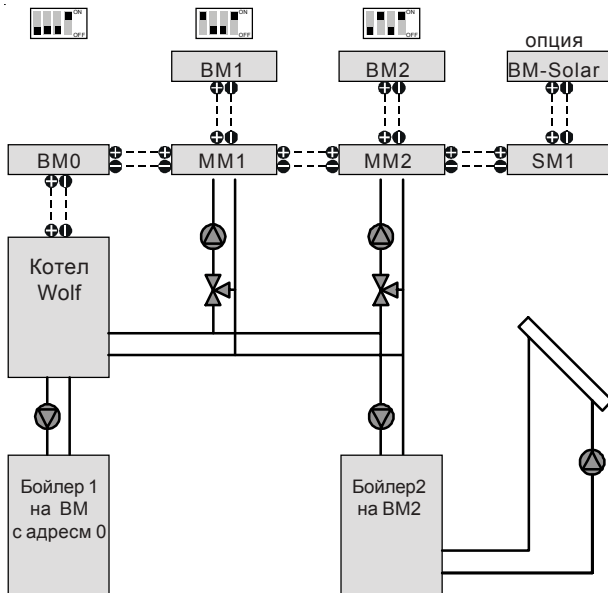 ON
OFF
ON
OFF
ON
OFF
опция
BM1
BM2
BM-Solar
BM0
MM1
MM2
SM1
Котел
Wolf
Бойлер 1
на BM
с адресм 0
Бойлер2
на BM2